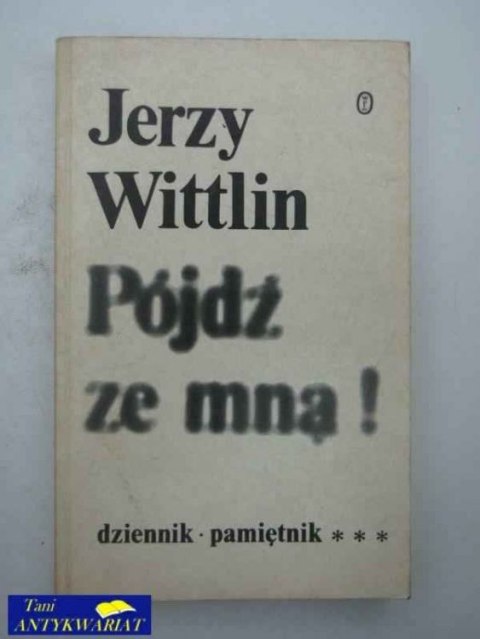 Jerzy
Wittlin
Pójdź
ze mną !
dziennik · pamiętnik * * *
Tani
ANTYKWARIAT